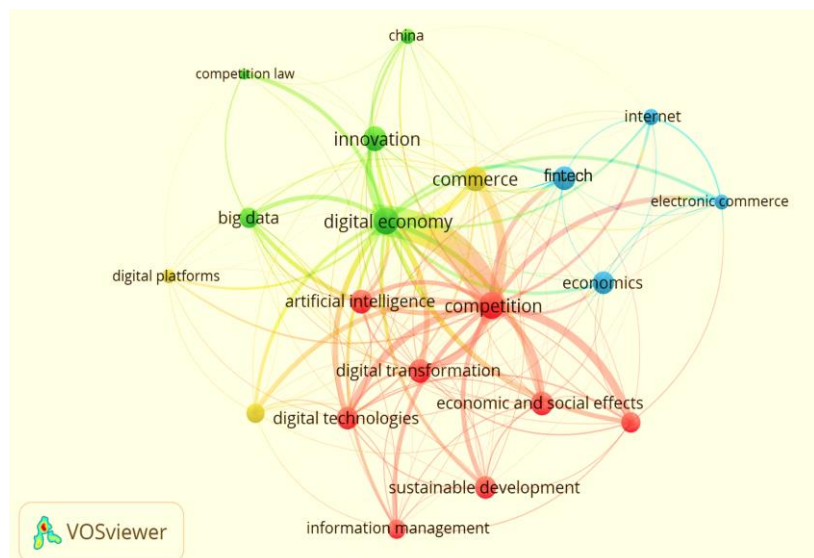 china
competition law
internet
innovation
commerce
fintech
electronic commerce
big data
digital economy
digital platforms
economics
artificial intelligence
competition
digital transformation
economic and social effects
digital technologies
sustainable development
information management
VOSviewer